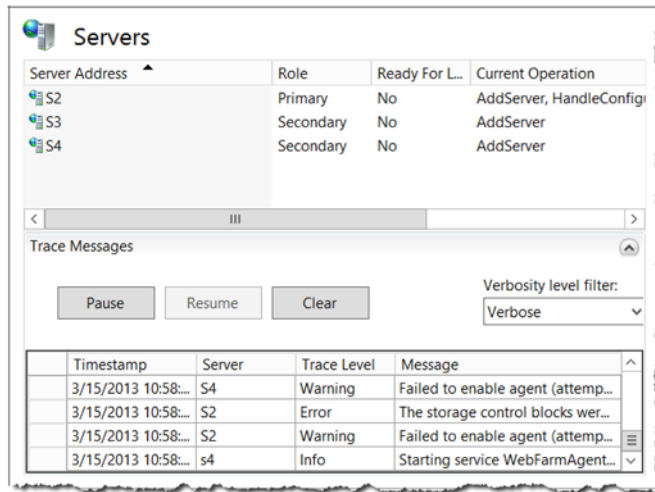 Servers
Server Address Role Ready For L... Current Operation
S2 Primary No AddServer, HandleConfigu
S3 Secondary No AddServer
S4 Secondary No AddServer
Trace Messages
Verbosity level filter:
Pause Resume Clear Verbose
Timestamp Server Trace Level Message
3/15/2013 10:58:... S4 Warning Failed to enable agent (attemp...
3/15/2013 10:58:... S2 Error The storage control blocks wer...
3/15/2013 10:58:... S2 Warning Failed to enable agent (attemp...
3/15/2013 10:58:... s4 Info Starting service WebFarmAgent...